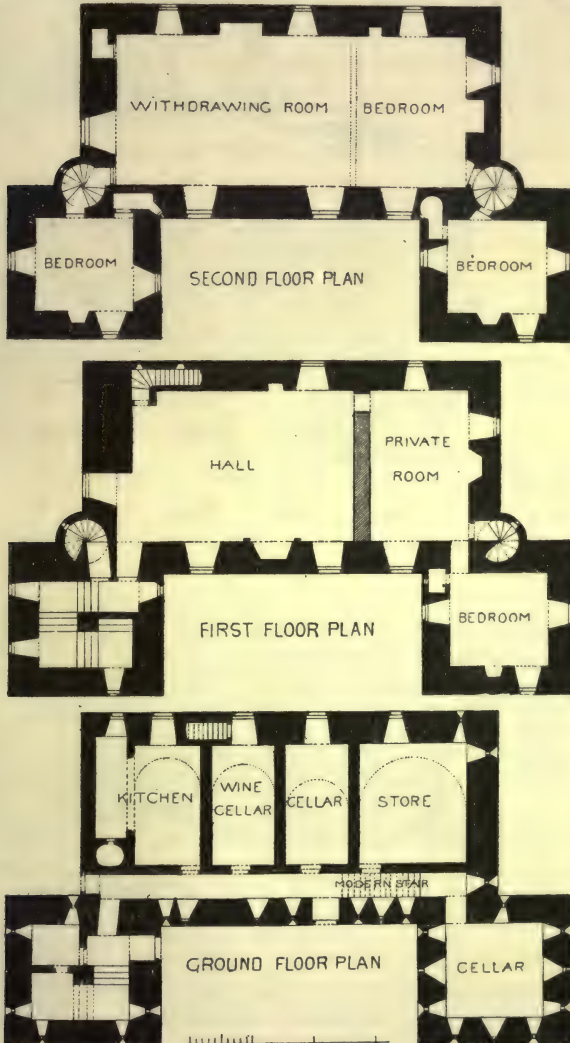 WITHDRAWING ROOM
BEDROOM
BEDROOM
BEDROOM
SECOND FLOOR PLAN
HALL
PRIVATE
ROOM
BEDROOM
FIRST FLOOR PLAN
KITCHEN
WINE
CELLAR
CELLAR
STORE
MODERN STAIR
GROUND FLOOR PLAN
CELLAR